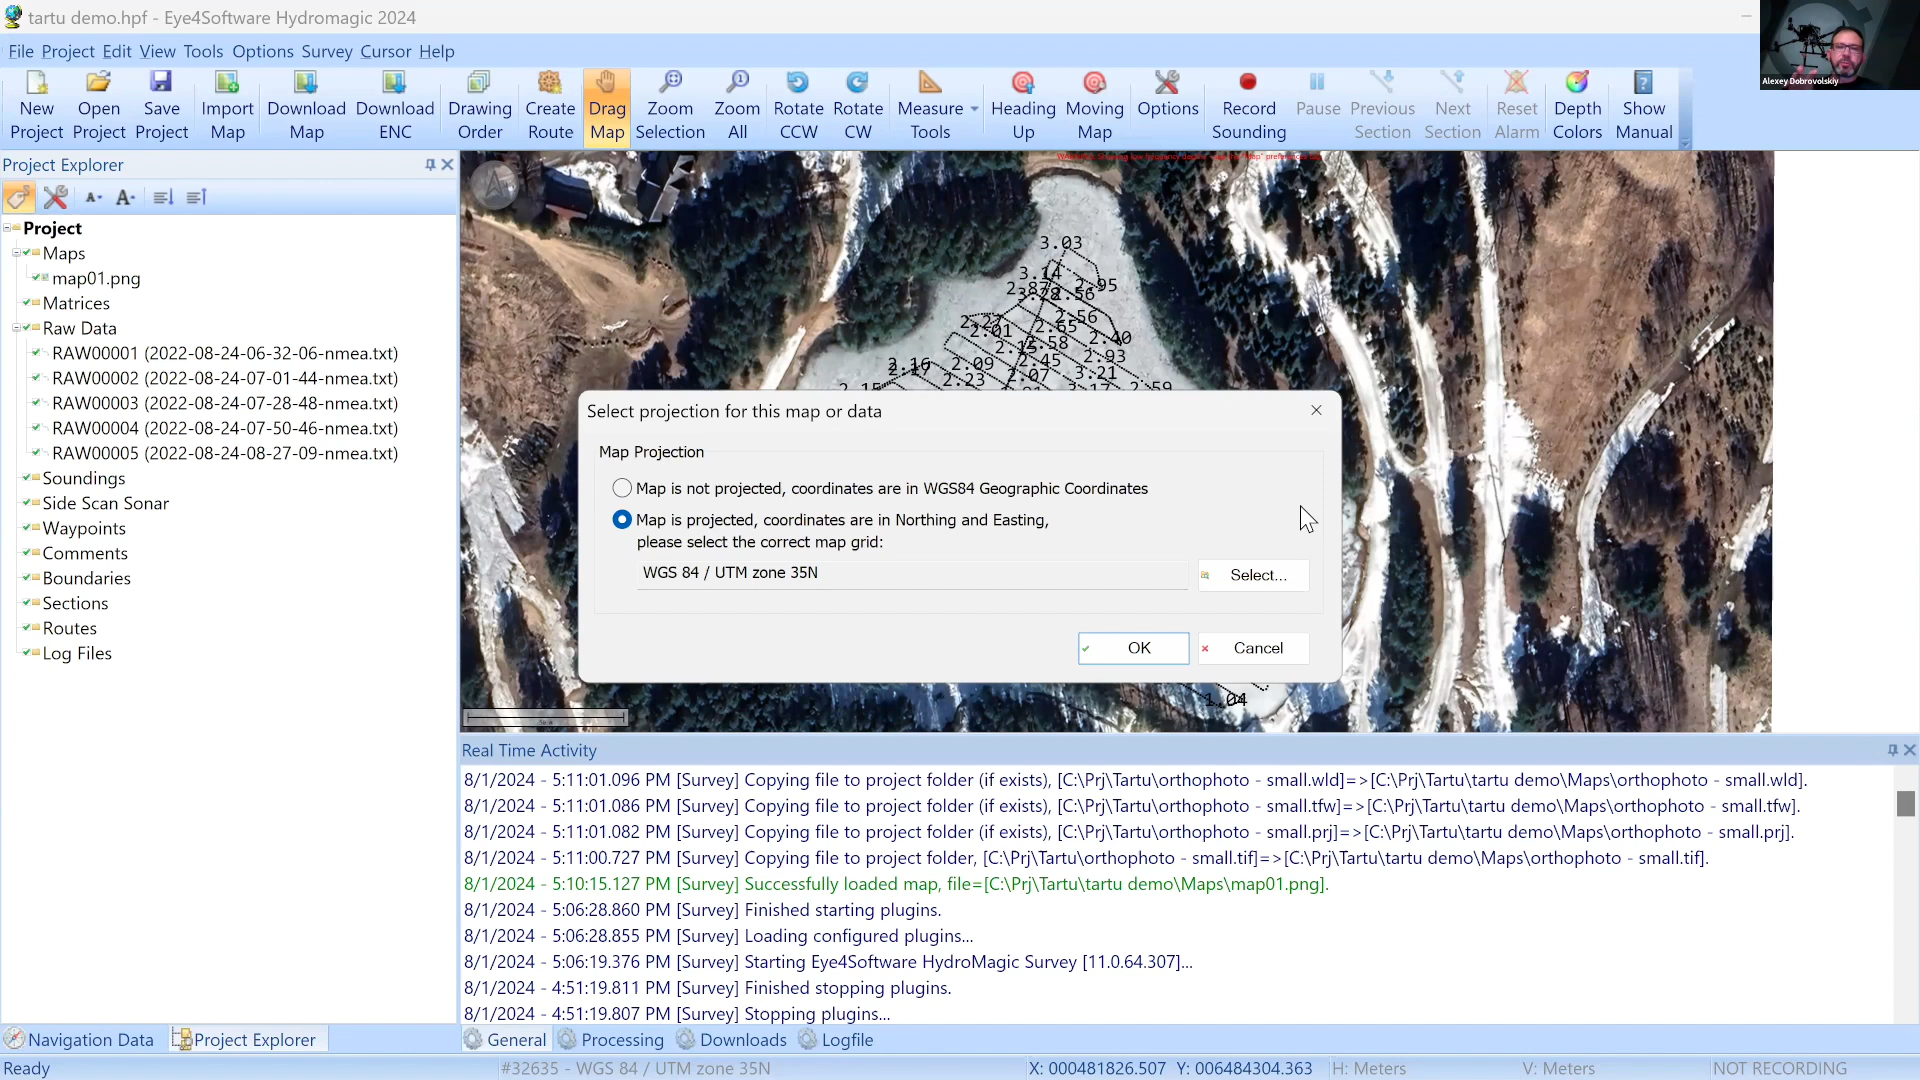 tartu demo.hpf - Eye4Software Hydromagic 2024
Alexey Dobrovolskiy
File Project Edit View Tools Options Survey Cursor Help
New Project
Open Project
Save Project
Import Map
Download Map
Download ENC
Drawing Order
Create Route
Drag Map
Zoom Selection
Zoom All
Rotate CCW
Rotate CW
Measure Tools
Heading Up
Moving Map
Options
Record Sounding
Pause
Previous Section
Next Section
Reset Alarm
Depth Colors
Show Manual
Project Explorer
Project
Maps
map01.png
Matrices
Raw Data
RAW00001 (2022-08-24-06-32-06-nmea.txt)
RAW00002 (2022-08-24-07-01-44-nmea.txt)
RAW00003 (2022-08-24-07-28-48-nmea.txt)
RAW00004 (2022-08-24-07-50-46-nmea.txt)
RAW00005 (2022-08-24-08-27-09-nmea.txt)
Soundings
Side Scan Sonar
Waypoints
Comments
Boundaries
Sections
Routes
Log Files
3.03
3.14
2.95
2.56
2.56
2.01
2.65
2.40
2.58
2.93
2.09
2.45
2.16
2.23
2.07
3.21
Select projection for this map or data
Map Projection
Map is not projected, coordinates are in WGS84 Geographic Coordinates
Map is projected, coordinates are in Northing and Easting,
please select the correct map grid:
WGS 84 / UTM zone 35N
Select...
OK
Cancel
1.04
Real Time Activity
8/1/2024 - 5:11:01.096 PM [Survey] Copying file to project folder (if exists), [C:\Prj\Tartu\orthophoto - small.wld]=>[C:\Prj\Tartu\tartu demo\Maps\orthophoto - small.wld].
8/1/2024 - 5:11:01.086 PM [Survey] Copying file to project folder (if exists), [C:\Prj\Tartu\orthophoto - small.tfw]=>[C:\Prj\Tartu\tartu demo\Maps\orthophoto - small.tfw].
8/1/2024 - 5:11:01.082 PM [Survey] Copying file to project folder (if exists), [C:\Prj\Tartu\orthophoto - small.prj]=>[C:\Prj\Tartu\tartu demo\Maps\orthophoto - small.prj].
8/1/2024 - 5:11:00.727 PM [Survey] Copying file to project folder, [C:\Prj\Tartu\orthophoto - small.tif]=>[C:\Prj\Tartu\tartu demo\Maps\orthophoto - small.tif].
8/1/2024 - 5:10:15.127 PM [Survey] Successfully loaded map, file=[C:\Prj\Tartu\tartu demo\Maps\map01.png].
8/1/2024 - 5:06:28.860 PM [Survey] Finished starting plugins.
8/1/2024 - 5:06:28.855 PM [Survey] Loading configured plugins...
8/1/2024 - 5:06:19.376 PM [Survey] Starting Eye4Software HydroMagic Survey [11.0.64.307]...
8/1/2024 - 4:51:19.811 PM [Survey] Finished stopping plugins.
8/1/2024 - 4:51:19.807 PM [Survey] Stopping plugins...
Navigation Data Project Explorer
General Processing Downloads Logfile
Ready #32635 - WGS 84 / UTM zone 35N X: 000481826.507 Y: 006484304.363 H: Meters V: Meters NOT RECORDING